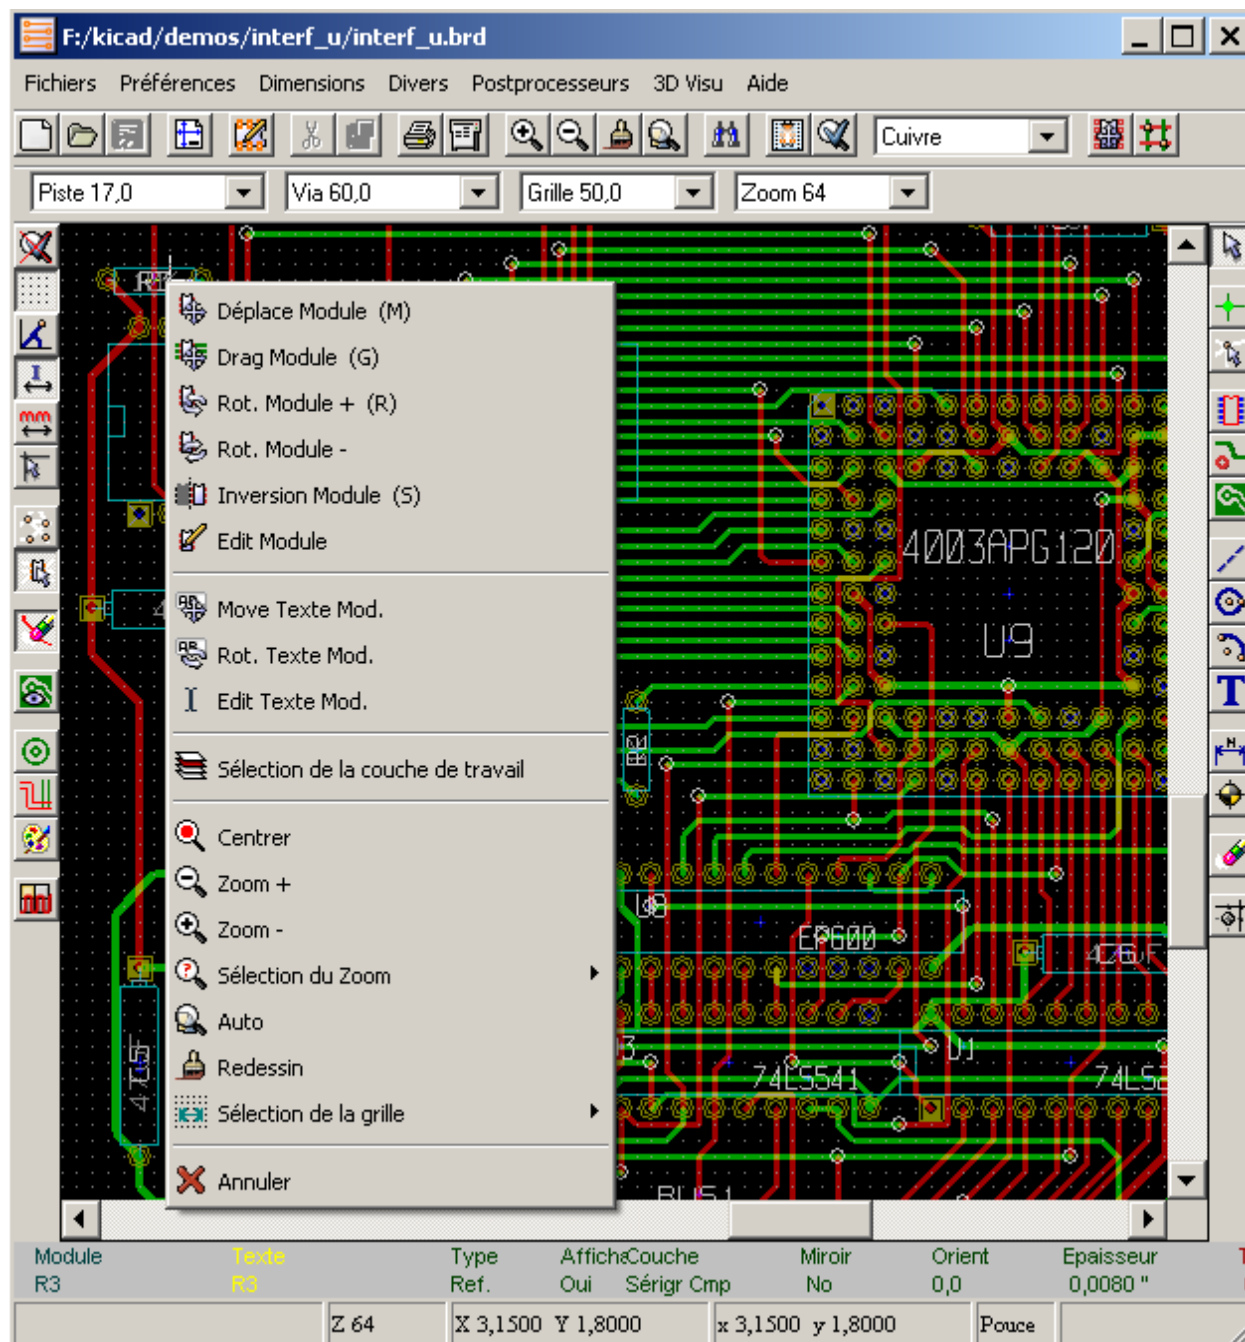 F:/kicad/demos/interf_u/interf_u.brd
Fichiers Préférences Dimensions Divers Postprocesseurs 3D Visu Aide
Cuivre
Piste 17,0 Via 60,0 Grille 50,0 Zoom 64
mm
Déplace Module (M)
Drag Module (G)
Rot. Module + (R)
Rot. Module -
Inversion Module (S)
Edit Module
Move Texte Mod.
Rot. Texte Mod.
Edit Texte Mod.
Sélection de la couche de travail
Centrer
Zoom +
Zoom -
Sélection du Zoom
Auto
Redessin
Sélection de la grille
Annuler
4003APG120
U9
U8
EP600
U1
74LS541
74LS
BUS1
Module Texte Type Affich Couche Miroir Orient Epaisseur
R3 R3 Ref. Oui Sérigr Cmp No 0,0 0,0080 "
Z 64 X 3,1500 Y 1,8000 x 3,1500 y 1,8000 Pouce